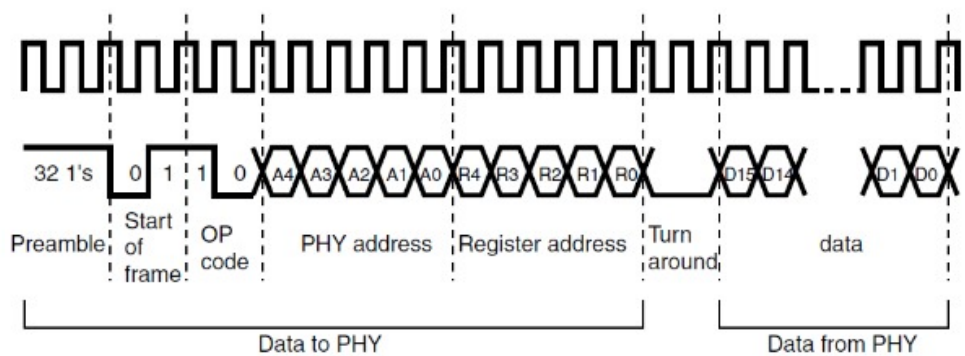 32 1's 0 1 1 0 A4 A3 A2 A1 A0 R4 R3 R2 R1 R0 D15 D14 D1 D0
Preamble
Start
of
frame
OP
code
PHY address
Register address
Turn
around
data
Data to PHY
Data from PHY